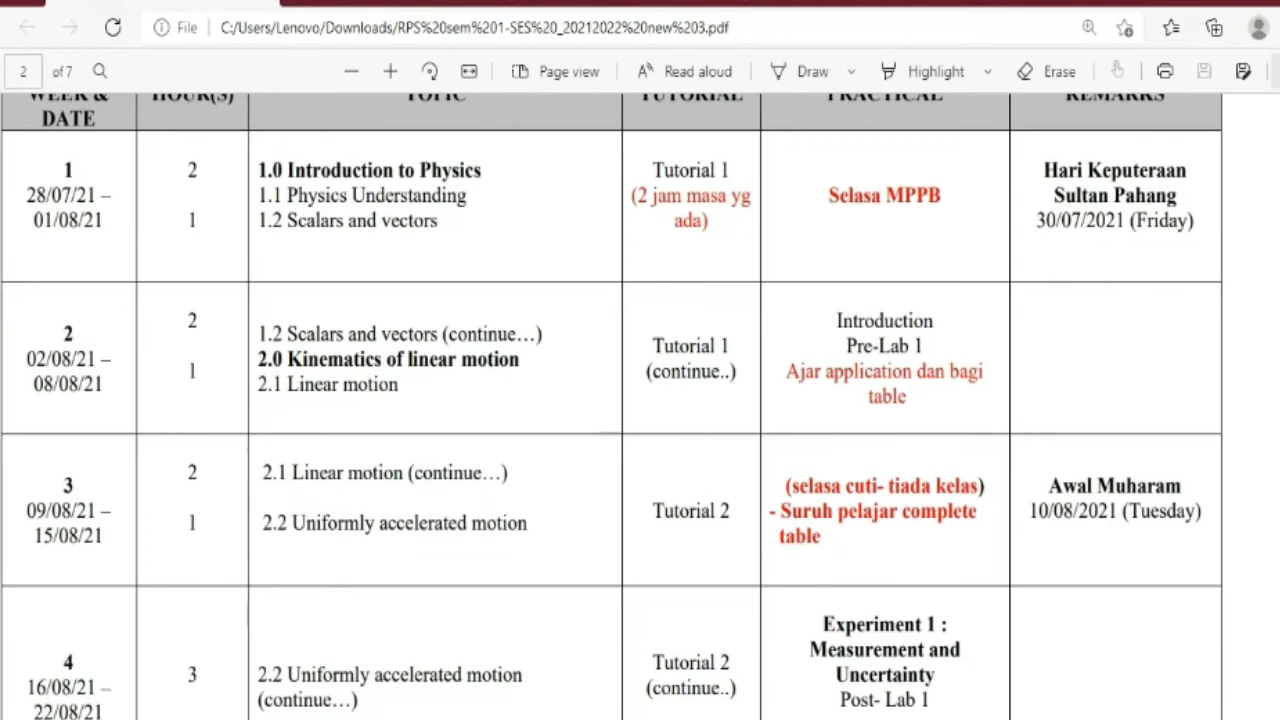 File C:/Users/Lenovo/Downloads/RPS%20sem%201-SES%20_20212022%20new%203.pdf
2 of 7 Page view Read aloud Draw Highlight Erase
WEEK & DATE
HOUR(S)
TOPIC
TUTORIAL
PRACTICAL
REMARKS
1
28/07/21 –
01/08/21
2
1
1.0 Introduction to Physics
1.1 Physics Understanding
1.2 Scalars and vectors
Tutorial 1
(2 jam masa yg
ada)
Selasa MPPB
Hari Keputeraan
Sultan Pahang
30/07/2021 (Friday)
2
02/08/21 –
08/08/21
2
1
1.2 Scalars and vectors (continue…)
2.0 Kinematics of linear motion
2.1 Linear motion
Tutorial 1
(continue..)
Introduction
Pre-Lab 1
Ajar application dan bagi
table
3
09/08/21 –
15/08/21
2
1
2.1 Linear motion (continue…)
2.2 Uniformly accelerated motion
Tutorial 2
(selasa cuti- tiada kelas)
- Suruh pelajar complete
table
Awal Muharam
10/08/2021 (Tuesday)
4
16/08/21 –
22/08/21
3
2.2 Uniformly accelerated motion
(continue…)
Tutorial 2
(continue..)
Experiment 1 :
Measurement and
Uncertainty
Post- Lab 1